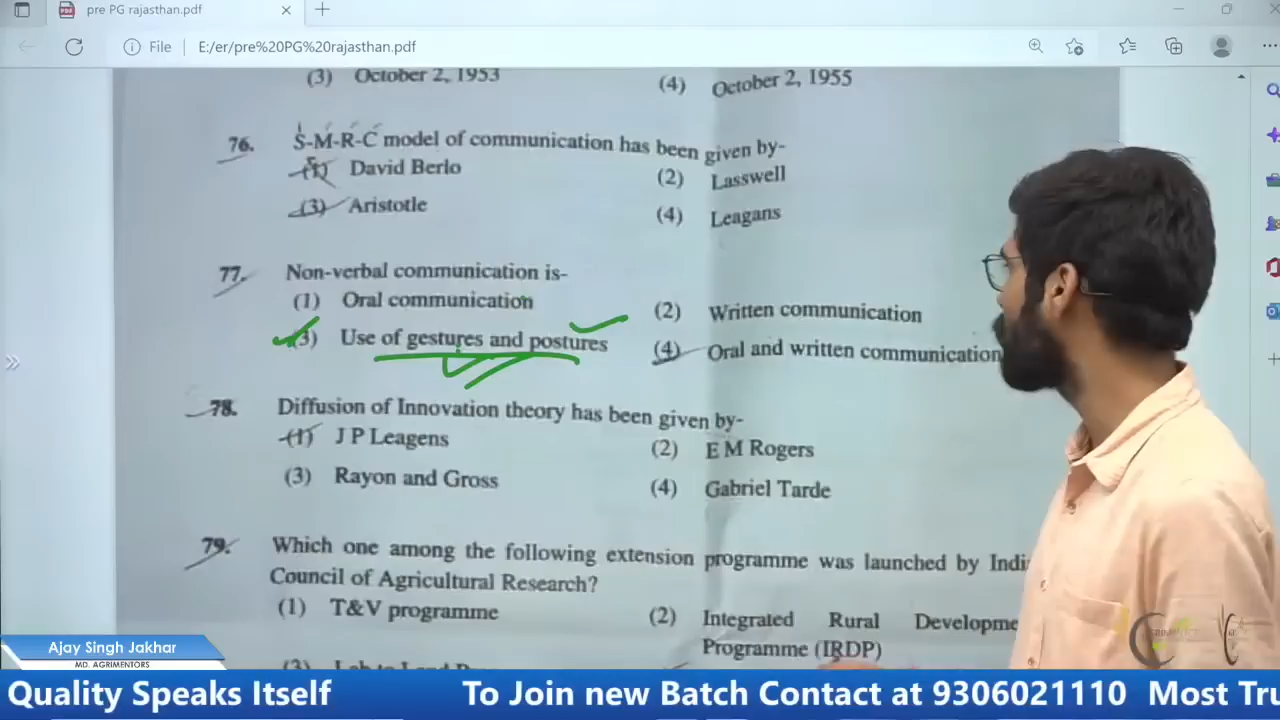 pre PG rajasthan.pdf
File
E:/er/pre%20PG%20rajasthan.pdf
(3) October 2, 1953
(4) October 2, 1955
76. S-M-R-C model of communication has been given by-
(1) David Berlo
(2) Lasswell
(3) Aristotle
(4) Leagans
77. Non-verbal communication is-
(1) Oral communication
(2) Written communication
(3) Use of gestures and postures
(4) Oral and written communication
78. Diffusion of Innovation theory has been given by-
(1) J P Leagens
(2) E M Rogers
(3) Rayon and Gross
(4) Gabriel Tarde
79. Which one among the following extension programme was launched by Indi
Council of Agricultural Research?
(1) T&V programme
(2) Integrated Rural Developme
Programme (IRDP)
Ajay Singh Jakhar
MD. AGRIMENTORS
Quality Speaks Itself To Join new Batch Contact at 9306021110 Most Tru